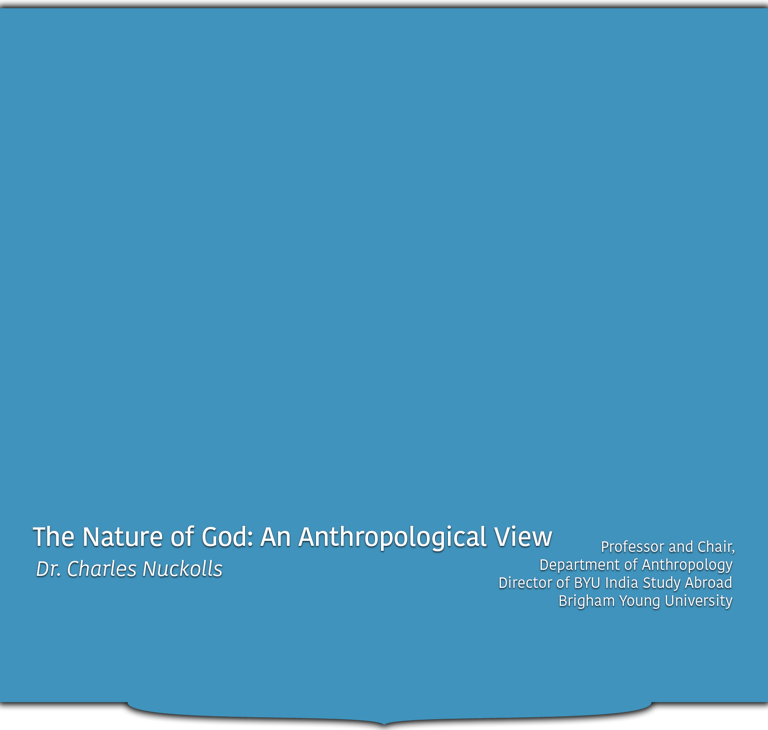 The Nature of God: An Anthropological View
Dr. Charles Nuckolls
Professor and Chair,
Department of Anthropology
Director of BYU India Study Abroad
Brigham Young University